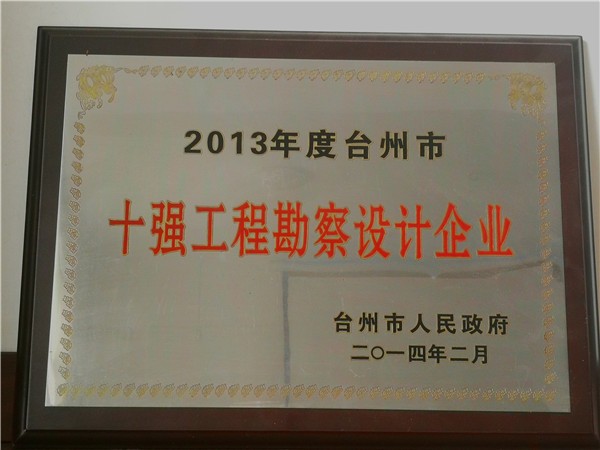 2013年度台州市
十强工程勘察设计企业
台州市人民政府
二〇一四年二月